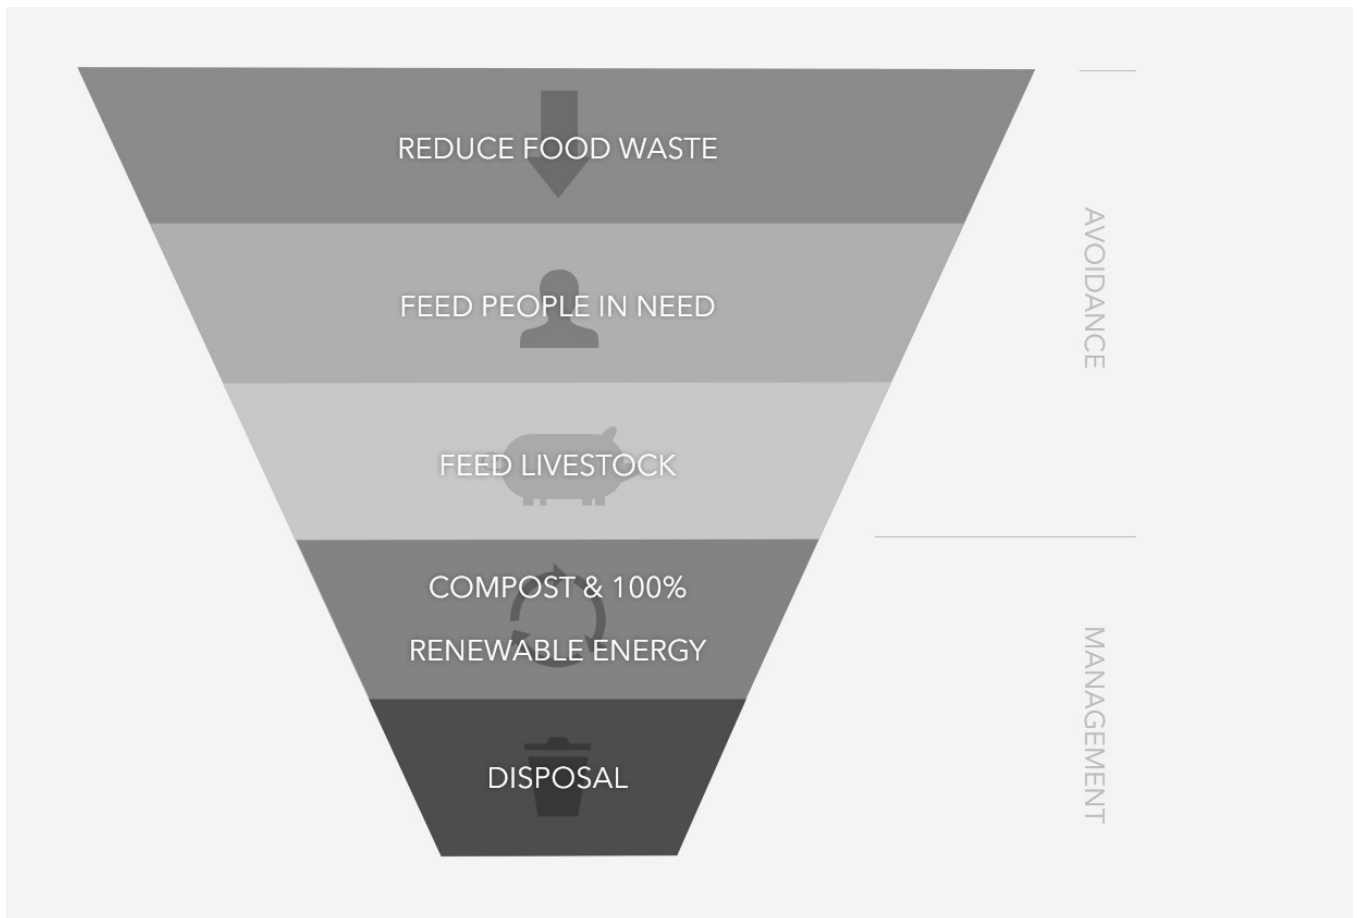 REDUCE FOOD WASTE
FEED PEOPLE IN NEED
FEED LIVESTOCK
COMPOST & 100%
RENEWABLE ENERGY
DISPOSAL
AVOIDANCE
MANAGEMENT